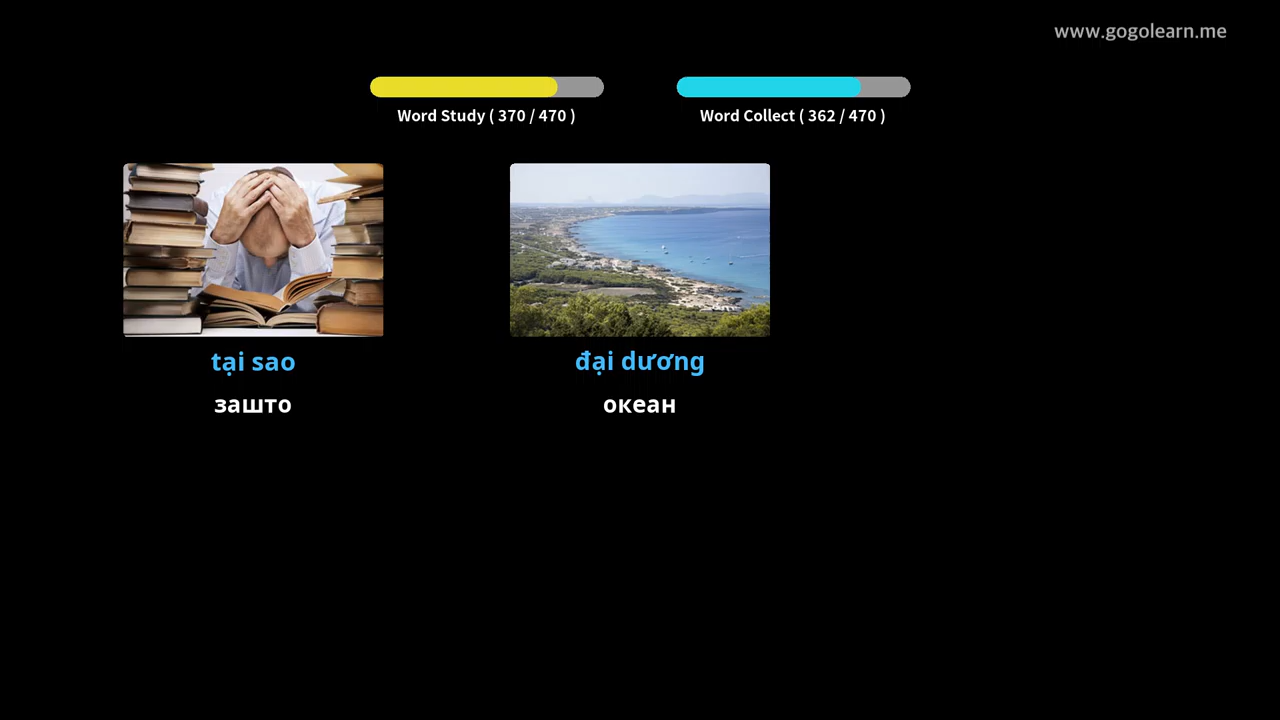 www.gogolearn.me
Word Study ( 370 / 470 )
Word Collect ( 362 / 470 )
tại sao
đại dương
зашто
океан